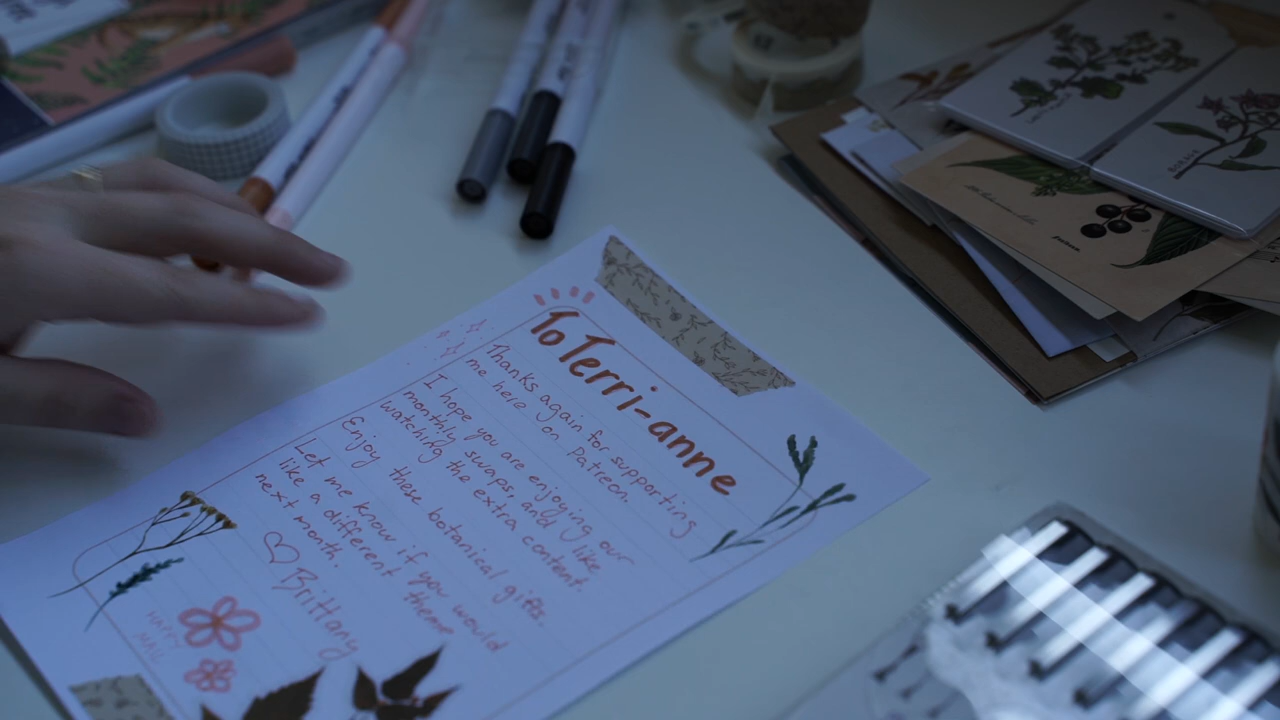 To Terri-anne
Thanks again for supporting
me here on Patreon.
I hope you are enjoying our
monthly swaps, and like
watching the extra content.
Enjoy these botanical gifts.
Let me know if you would
like a different theme
next month.
♡ Brittany
HAPPY
MAIL